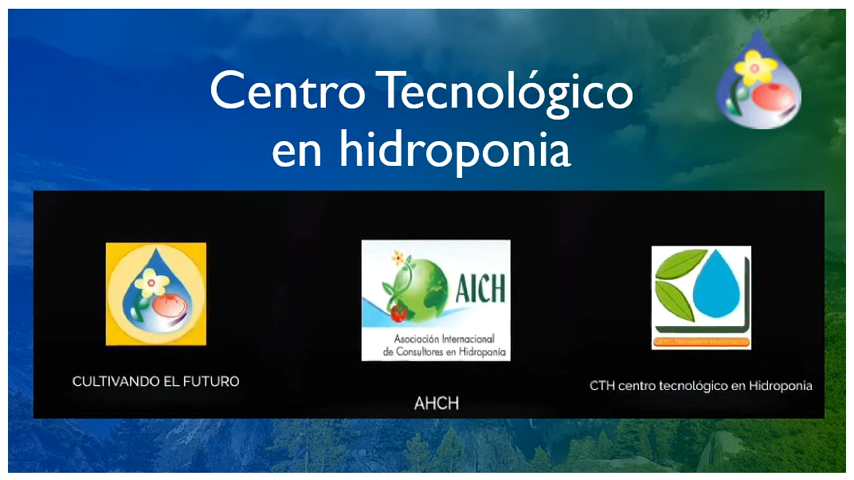 Centro Tecnológico
en hidroponia
AICH
Asociación Internacional
de Consultores en Hidroponía
CULTIVANDO EL FUTURO
AHCH
CTH centro tecnológico en Hidroponia